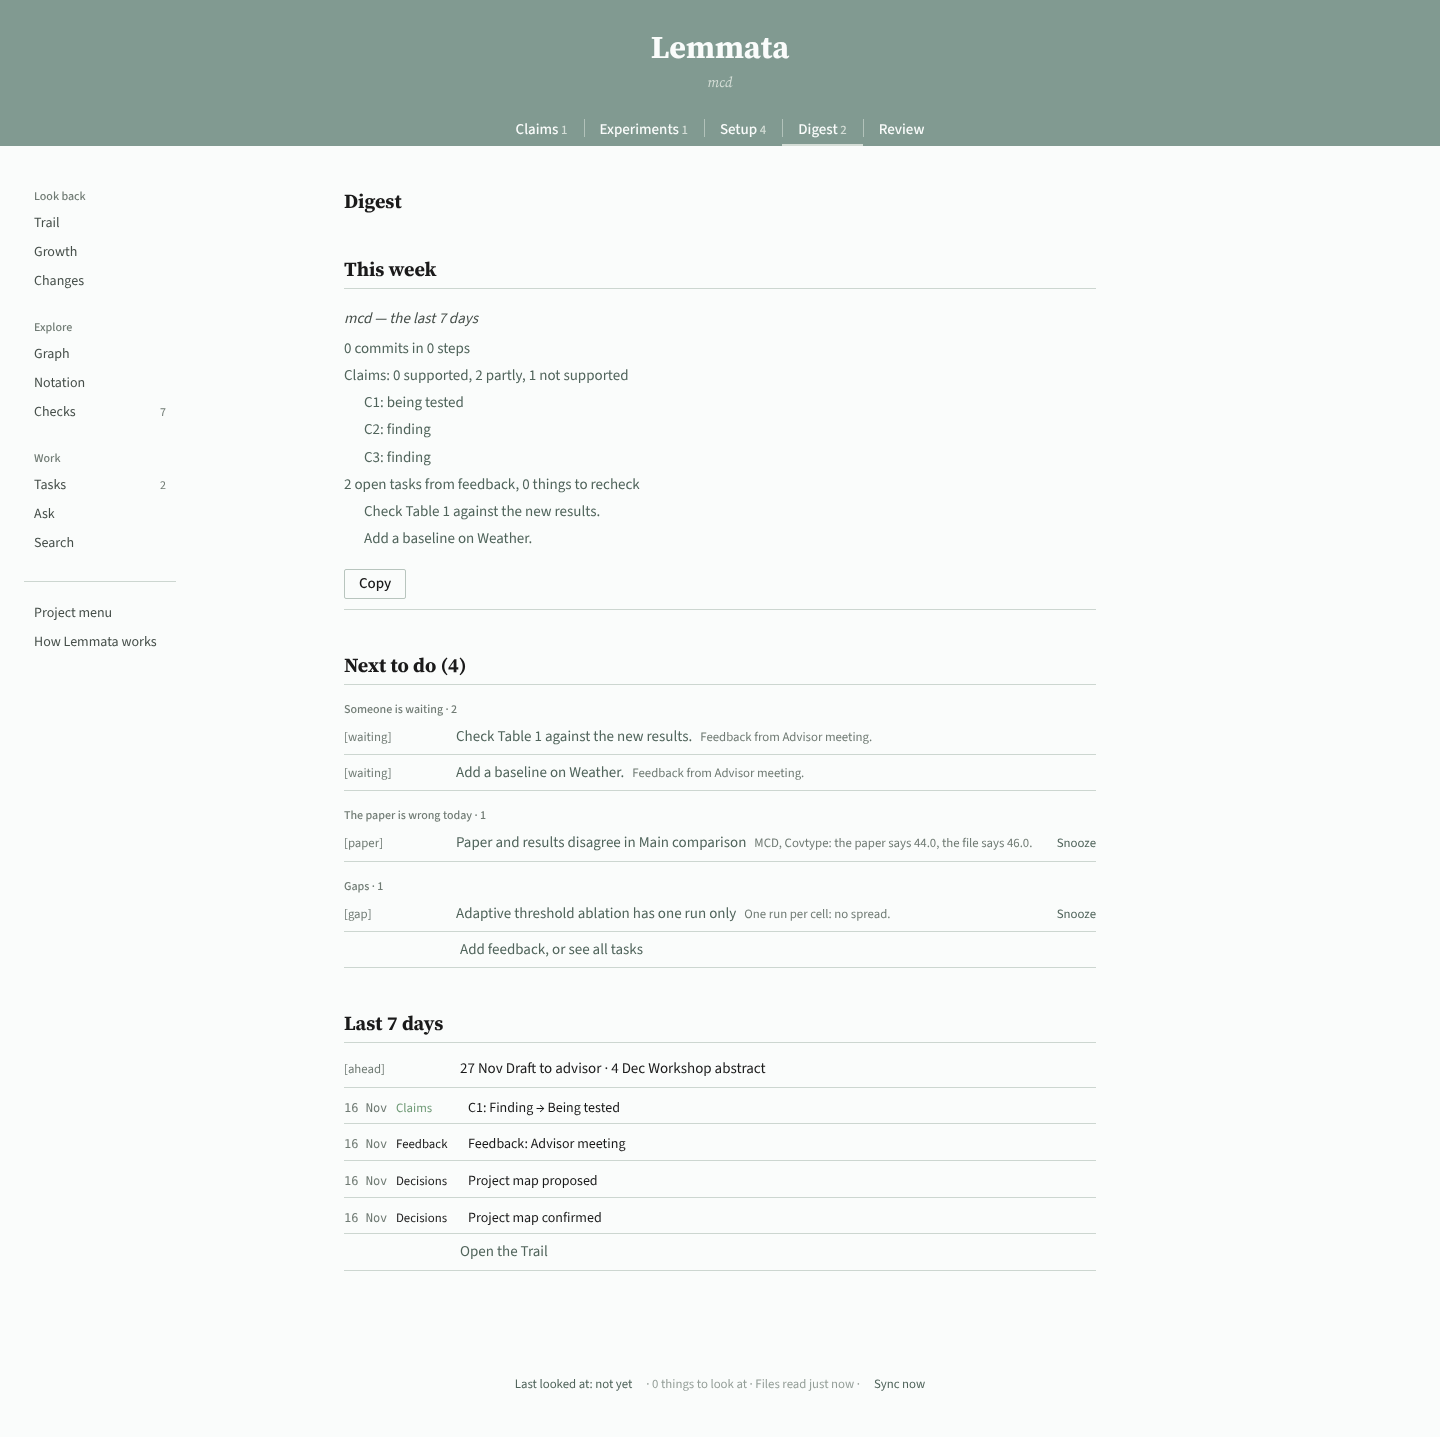 Lemmata
mcd
Claims 1
Experiments 1
Setup 4
Digest 2
Review
Look back
Trail
Growth
Changes
Explore
Graph
Notation
Checks 7
Work
Tasks 2
Ask
Search
Project menu
How Lemmata works
Digest
This week
mcd — the last 7 days
0 commits in 0 steps
Claims: 0 supported, 2 partly, 1 not supported
C1: being tested
C2: finding
C3: finding
2 open tasks from feedback, 0 things to recheck
Check Table 1 against the new results.
Add a baseline on Weather.
Copy
Next to do (4)
Someone is waiting · 2
[waiting] Check Table 1 against the new results. Feedback from Advisor meeting.
[waiting] Add a baseline on Weather. Feedback from Advisor meeting.
The paper is wrong today · 1
[paper] Paper and results disagree in Main comparison MCD, Covtype: the paper says 44.0, the file says 46.0. Snooze
Gaps · 1
[gap] Adaptive threshold ablation has one run only One run per cell: no spread. Snooze
Add feedback, or see all tasks
Last 7 days
[ahead] 27 Nov Draft to advisor · 4 Dec Workshop abstract
16 Nov Claims C1: Finding → Being tested
16 Nov Feedback Feedback: Advisor meeting
16 Nov Decisions Project map proposed
16 Nov Decisions Project map confirmed
Open the Trail
Last looked at: not yet · 0 things to look at · Files read just now · Sync now